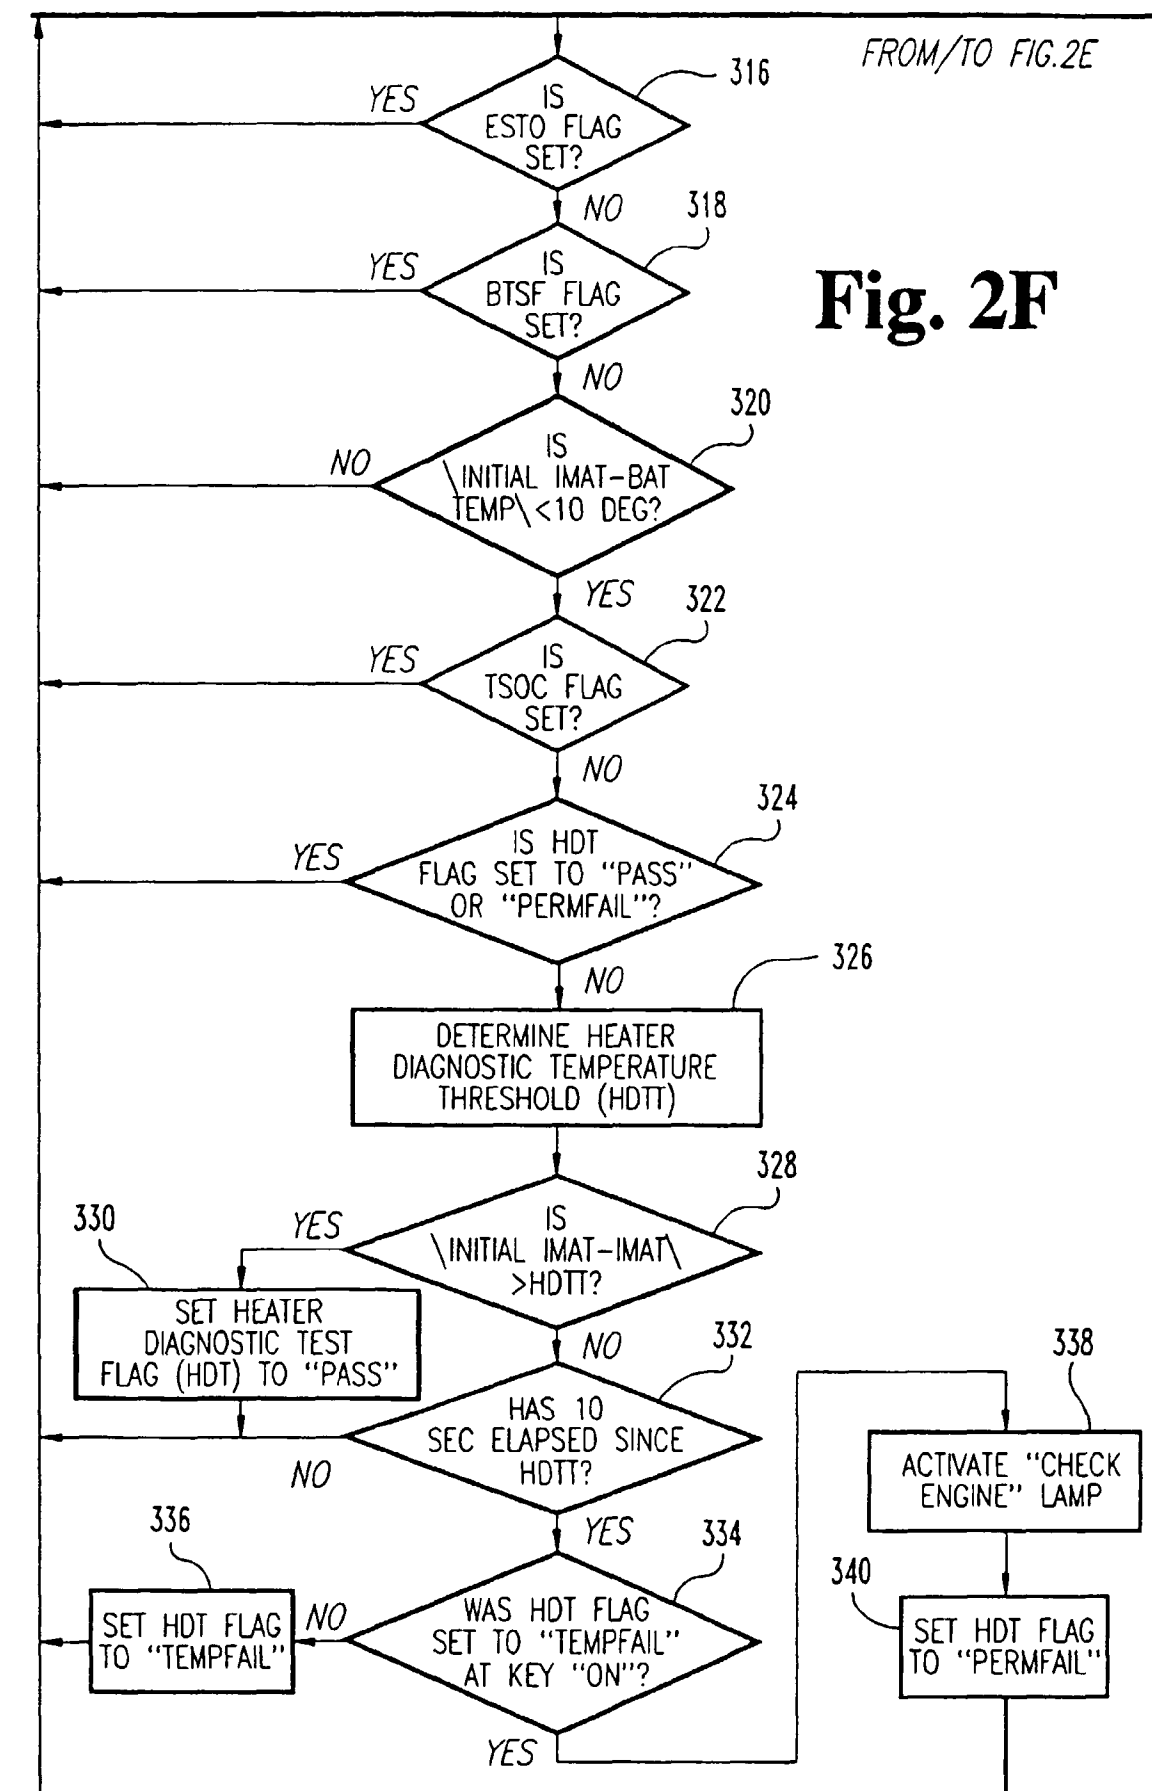 FROM/TO FIG.2E
316
YES
IS
ESTO FLAG
SET?
NO
318
YES
IS
BTSF FLAG
SET?
Fig. 2F
NO
320
NO
IS
\INITIAL IMAT-BAT
TEMP\<10 DEG?
YES
322
YES
IS
TSOC FLAG
SET?
NO
324
YES
IS HDT
FLAG SET TO "PASS"
OR "PERMFAIL"?
326
NO
DETERMINE HEATER
DIAGNOSTIC TEMPERATURE
THRESHOLD (HDTT)
328
330
YES
IS
\INITIAL IMAT-IMAT\
>HDTT?
SET HEATER
DIAGNOSTIC TEST
FLAG (HDT) TO "PASS"
NO
332
338
HAS 10
SEC ELAPSED SINCE
HDTT?
NO
ACTIVATE "CHECK
ENGINE" LAMP
336
YES
334
340
SET HDT FLAG
TO "TEMPFAIL"
NO
WAS HDT FLAG
SET TO "TEMPFAIL"
AT KEY "ON"?
SET HDT FLAG
TO "PERMFAIL"
YES